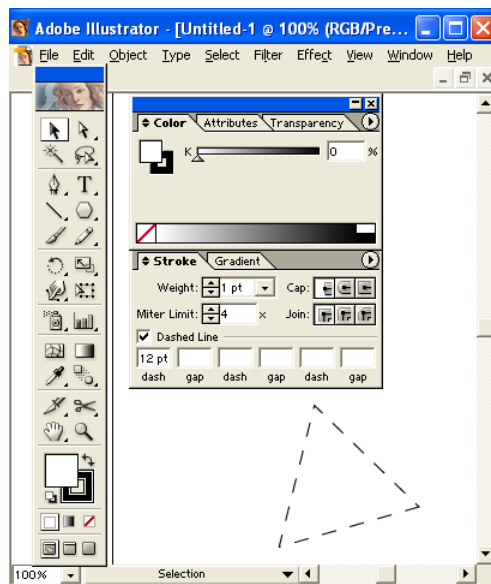 Adobe Illustrator - [Untitled-1 @ 100% (RGB/Pre...
File Edit Object Type Select Filter Effect View Window Help
Color Attributes Transparency
K 0 %
Stroke Gradient
Weight: 1 pt Cap:
Miter Limit: 4 x Join:
Dashed Line
12 pt
dash gap dash gap dash gap
100% Selection